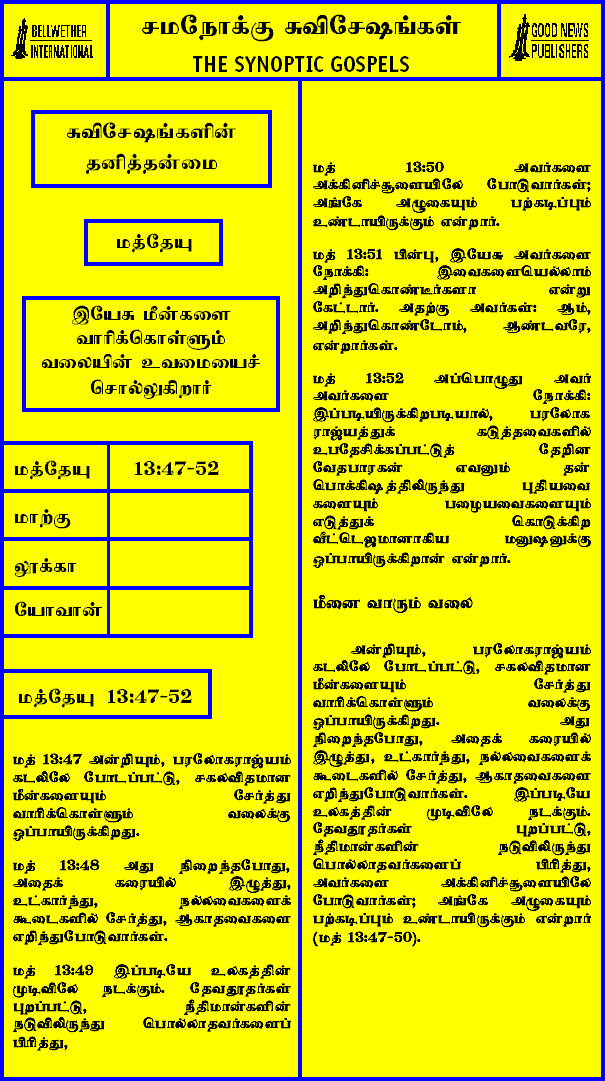 BELLWETHER
INTERNATIONAL
சமநோக்கு சுவிசேஷங்கள்
THE SYNOPTIC GOSPELS
GOOD NEWS
PUBLISHERS
சுவிசேஷங்களின்
தனித்தன்மை
மத்தேயு
இயேசு மீன்களை
வாரிக்கொள்ளும்
வலையின் உவமையைச்
சொல்லுகிறார்
மத்தேயு 13:47-52
மாற்கு
லூக்கா
யோவான்
மத்தேயு 13:47-52
மத் 13:47 அன்றியும், பரலோகராஜ்யம்
கடலிலே போடப்பட்டு, சகலவிதமான
மீன்களையும் சேர்த்து
வாரிக்கொள்ளும் வலைக்கு
ஒப்பாயிருக்கிறது.
மத் 13:48 அது நிறைந்தபோது,
அதைக் கரையில் இழுத்து,
உட்கார்ந்து, நல்லவைகளைக்
கூடைகளில் சேர்த்து, ஆகாதவைகளை
எறிந்துபோடுவார்கள்.
மத் 13:49 இப்படியே உலகத்தின்
முடிவிலே நடக்கும். தேவதூதர்கள்
புறப்பட்டு, நீதிமான்களின்
நடுவிலிருந்து பொல்லாதவர்களைப்
பிரித்து,
மத் 13:50 அவர்களை
அக்கினிச்சூளையிலே போடுவார்கள்;
அங்கே அழுகையும் பற்கடிப்பும்
உண்டாயிருக்கும் என்றார்.
மத் 13:51 பின்பு, இயேசு அவர்களை
நோக்கி: இவைகளையெல்லாம்
அறிந்துகொண்டீர்களா என்று
கேட்டார். அதற்கு அவர்கள்: ஆம்,
அறிந்துகொண்டோம், ஆண்டவரே,
என்றார்கள்.
மத் 13:52 அப்பொழுது அவர்
அவர்களை நோக்கி:
இப்படியிருக்கிறபடியால், பரலோக
ராஜ்யத்துக் கடுத்தவைகளில்
உபதேசிக்கப்பட்டுத் தேறின
வேதபாரகன் எவனும் தன்
பொக்கிஷத்திலிருந்து புதியவை
களையும் பழையவைகளையும்
எடுத்துக் கொடுக்கிற
வீட்டெஜமானாகிய மனுஷனுக்கு
ஒப்பாயிருக்கிறான் என்றார்.
மீனை வாரும் வலை
அன்றியும், பரலோகராஜ்யம்
கடலிலே போடப்பட்டு, சகலவிதமான
மீன்களையும் சேர்த்து
வாரிக்கொள்ளும் வலைக்கு
ஒப்பாயிருக்கிறது. அது
நிறைந்தபோது, அதைக் கரையில்
இழுத்து, உட்கார்ந்து, நல்லவைகளைக்
கூடைகளில் சேர்த்து, ஆகாதவைகளை
எறிந்துபோடுவார்கள். இப்படியே
உலகத்தின் முடிவிலே நடக்கும்.
தேவதூதர்கள் புறப்பட்டு,
நீதிமான்களின் நடுவிலிருந்து
பொல்லாதவர்களைப் பிரித்து,
அவர்களை அக்கினிச்சூளையிலே
போடுவார்கள்; அங்கே அழுகையும்
பற்கடிப்பும் உண்டாயிருக்கும் என்றார்
(மத் 13:47-50).